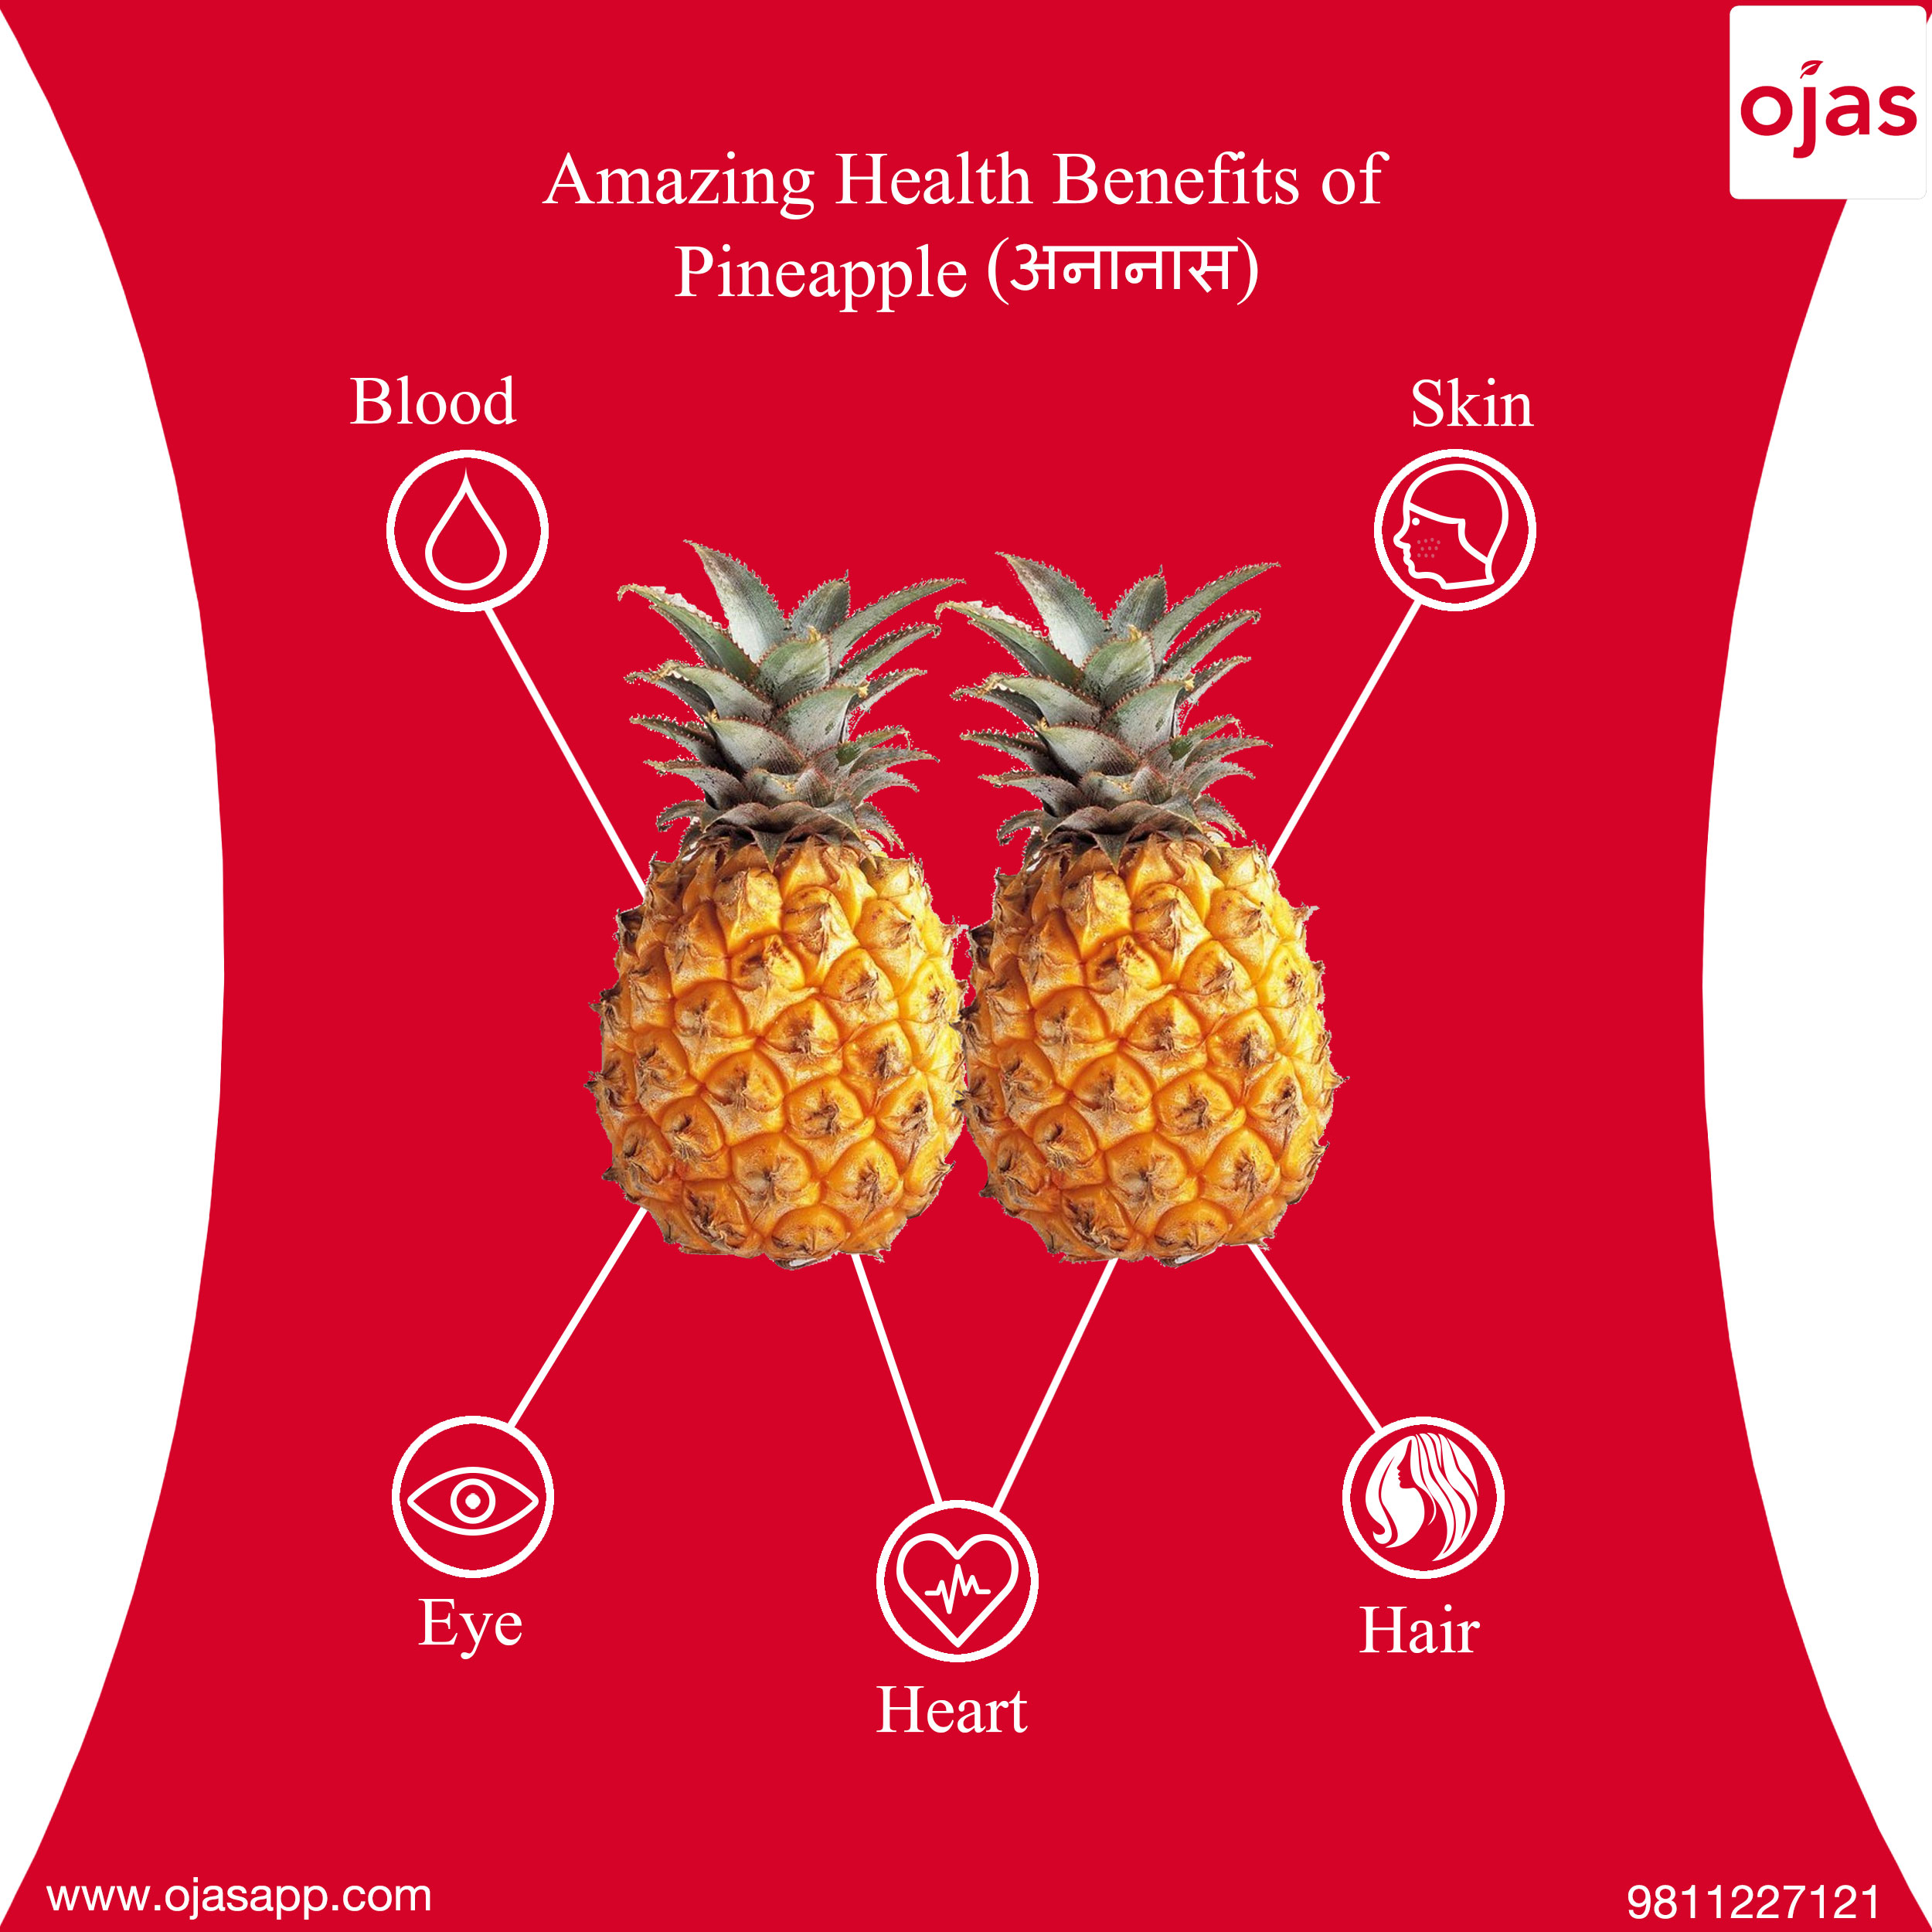 ojas
Amazing Health Benefits of
Pineapple (अनानास)
Blood
Skin
Eye
Hair
Heart
www.ojasapp.com
9811227121